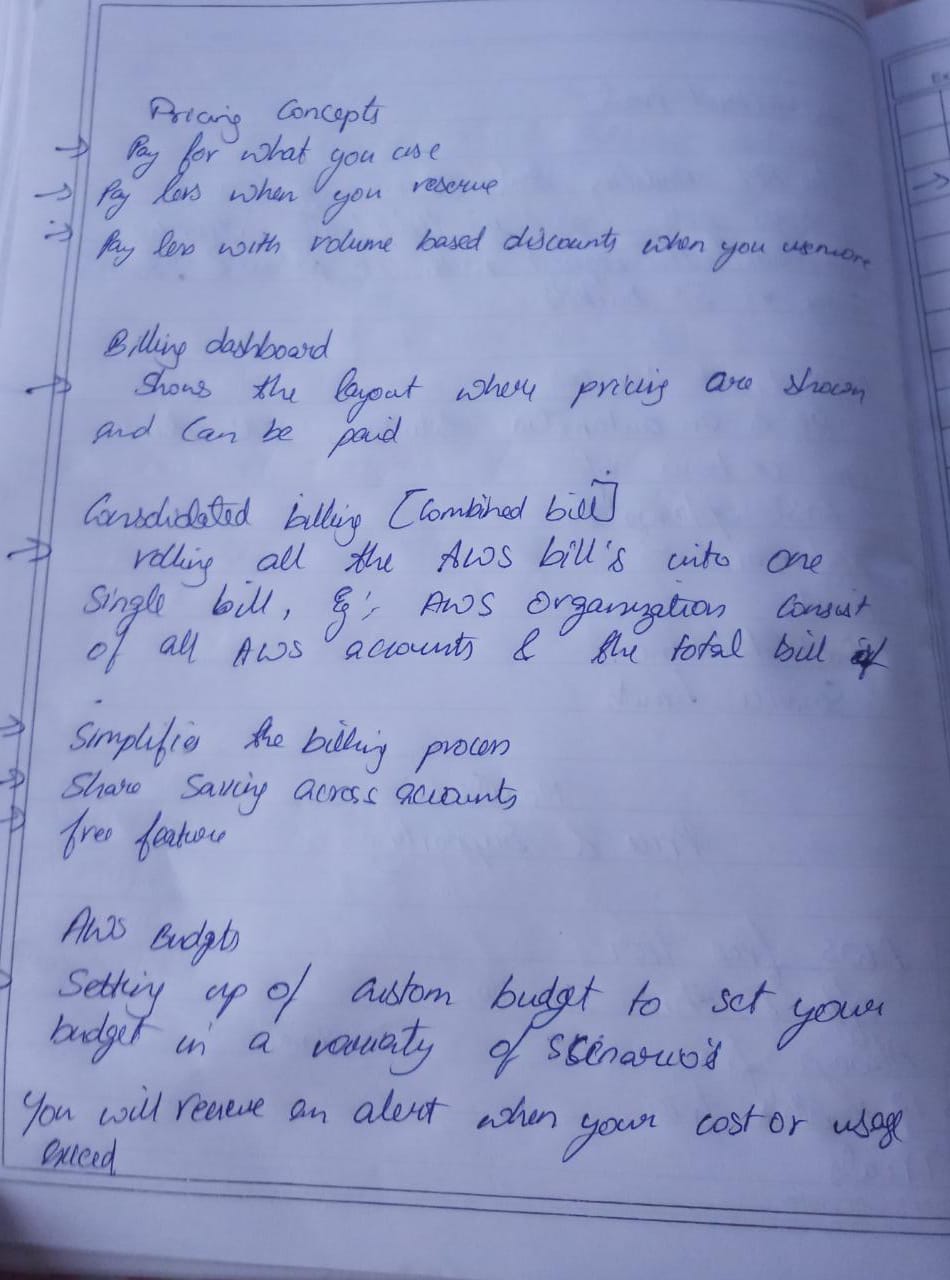 Pricing Concepts
→ Pay for what you use
→ Pay less when you reserve
→ Pay less with volume based discounts when you use more
Billing dashboard
→ Shows the layout where pricing are shown
and can be paid
Consolidated billing [Combined bill]
→ rolling all the AWS bill's into one
Single bill, Eg:, AWS Organization Consist
of all AWS accounts & the total bill of
→ Simplifies the billing process
→ Share Saving across accounts
→ free feature
AWS Budgets
Setting up of custom budget to set your
budget in a vauraity of Scenario's
You will recieve an alert when your cost or usage
exceed